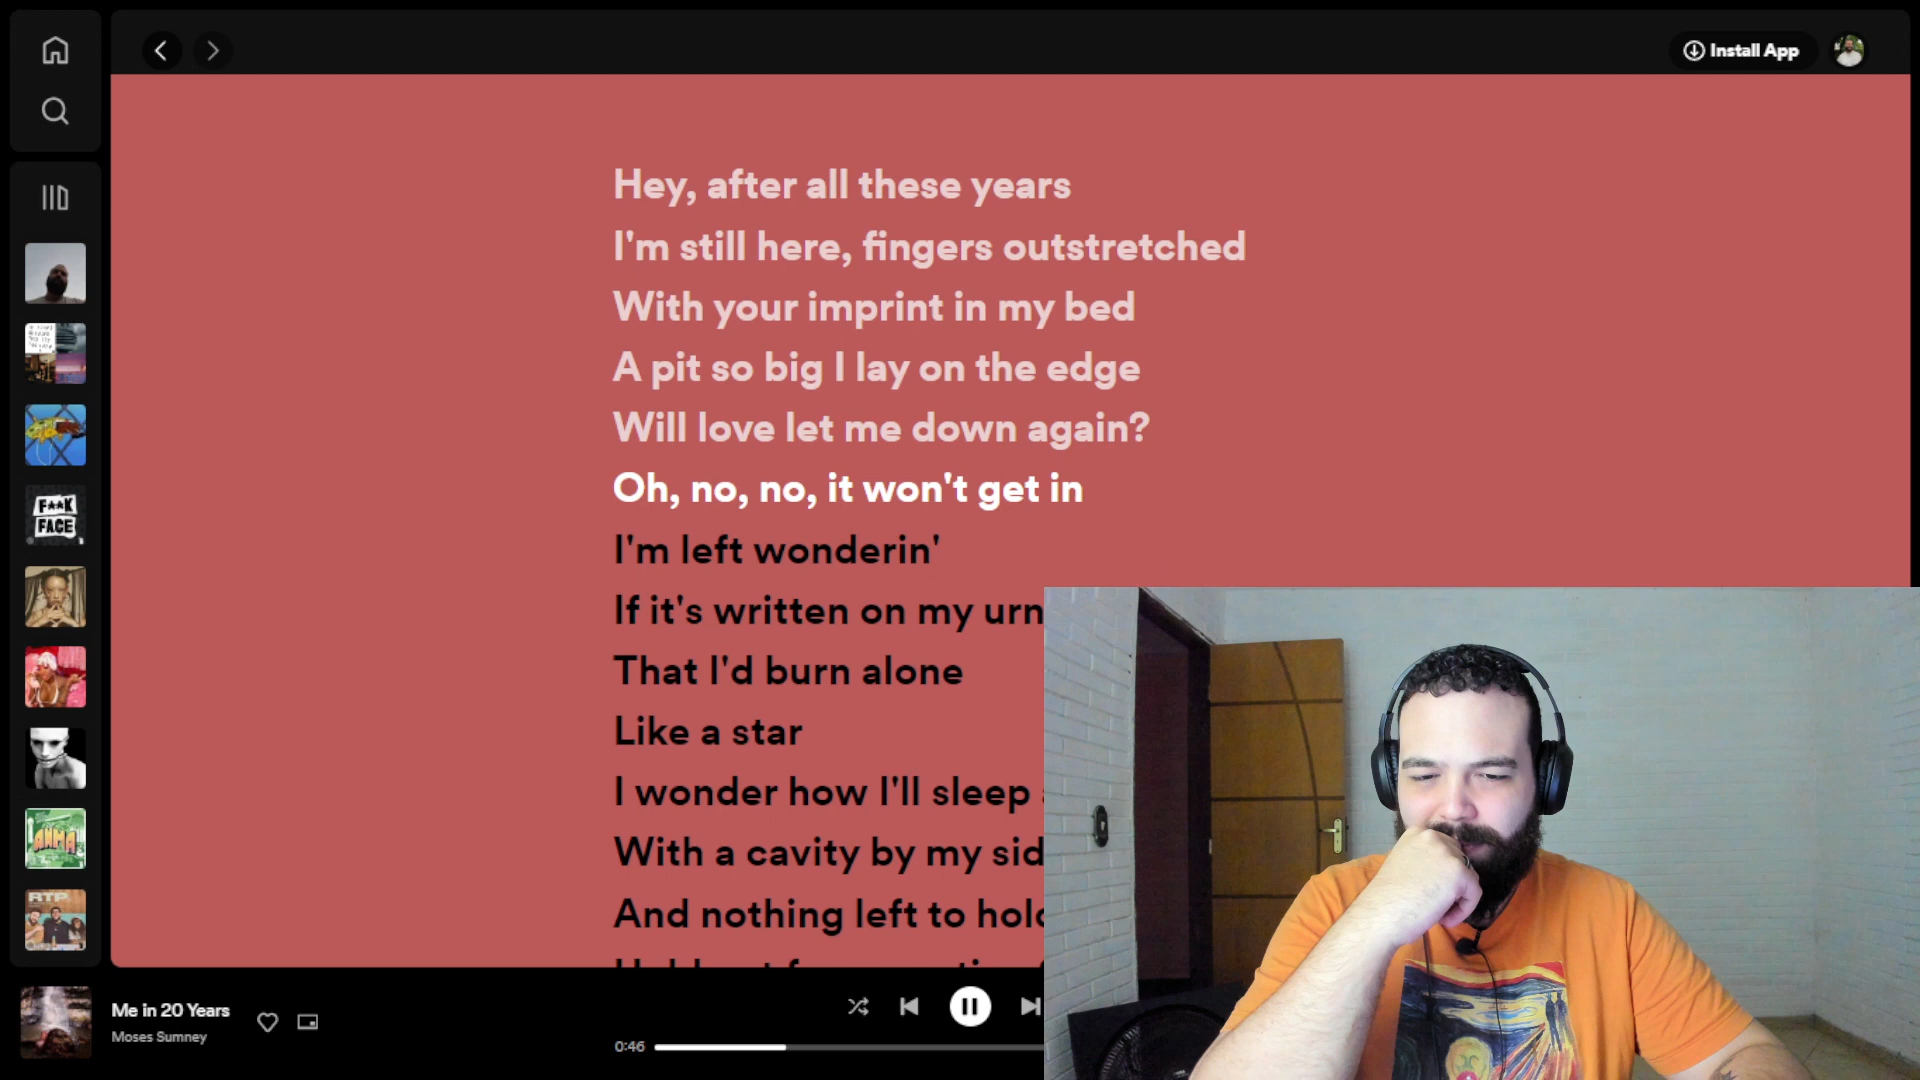 Install App
Hey, after all these years
I'm still here, fingers outstretched
With your imprint in my bed
A pit so big I lay on the edge
Will love let me down again?
Oh, no, no, it won't get in
I'm left wonderin'
If it's written on my urn
That I'd burn alone
Like a star
I wonder how I'll sleep
With a cavity by my sid
And nothing left to hol
F**K
FACE
ANMA
RTP
Me in 20 Years
Moses Sumney
0:46